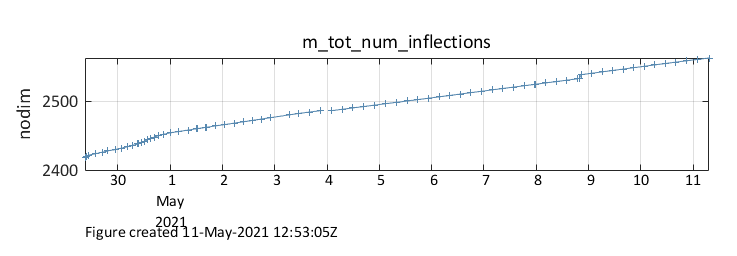 m_tot_num_inflections
nodim
2500
2400
30 1 2 3 4 5 6 7 8 9 10 11
May
2021
Figure created 11-May-2021 12:53:05Z